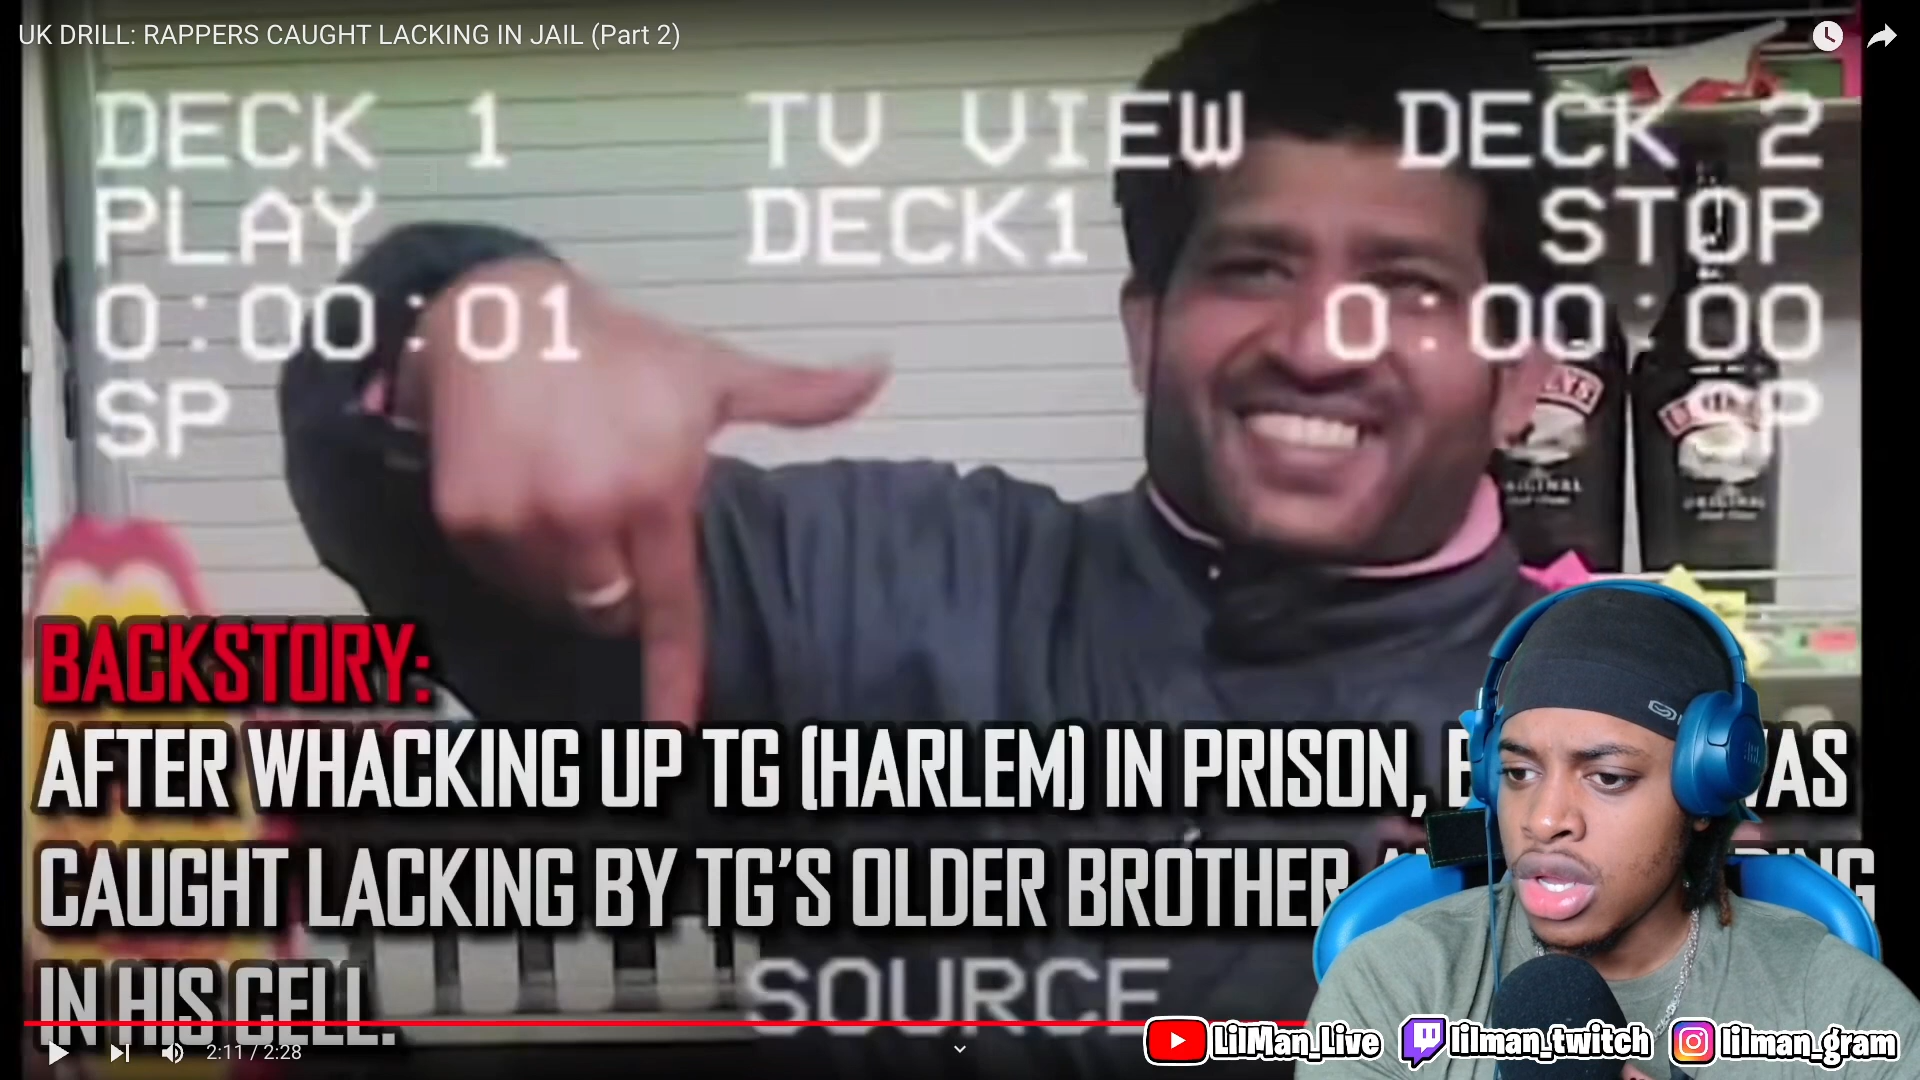 UK DRILL: RAPPERS CAUGHT LACKING IN JAIL (Part 2)
DECK 1 TV VIEW DECK 2
PLAY DECK1 STOP
0:00:01 0:00:00
SP SP
ORIGINAL ORIGINAL
BACKSTORY:
AFTER WHACKING UP TG (HARLEM) IN PRISON,
CAUGHT LACKING BY TG'S OLDER BROTHER
IN HIS CELL.
SOURCE
2:11 / 2:28
LilMan_Live lilman_twitch lilman_gram